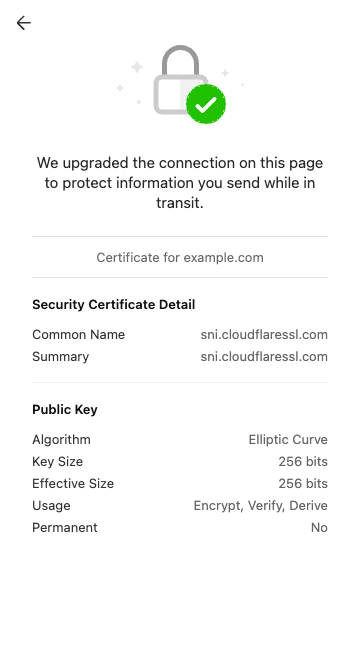 We upgraded the connection on this page
to protect information you send while in
transit.
Certificate for example.com
Security Certificate Detail
Common Name sni.cloudflaressl.com
Summary sni.cloudflaressl.com
Public Key
Algorithm Elliptic Curve
Key Size 256 bits
Effective Size 256 bits
Usage Encrypt, Verify, Derive
Permanent No